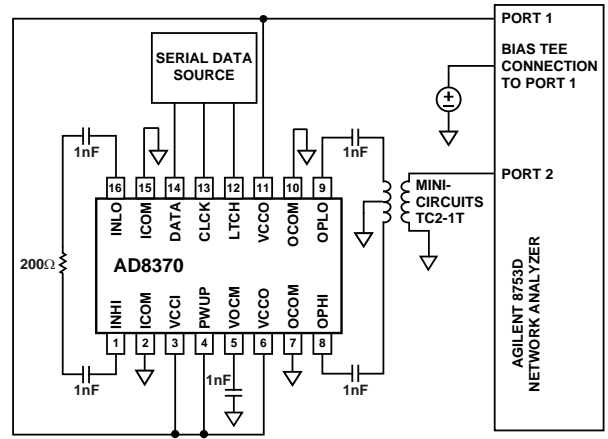 PORT 1
BIAS TEE
CONNECTION
TO PORT 1
SERIAL DATA
SOURCE
1nF
1nF
PORT 2
16 15 14 13 12 11 10 9
INLO ICOM DATA CLCK LTCH VCCO OCOM OPLO
MINI-
CIRCUITS
TC2-1T
200Ω
AD8370
INHI ICOM VCCI PWUP VOCM VCCO OCOM OPHI
1 2 3 4 5 6 7 8
1nF
1nF
1nF
AGILENT 8753D
NETWORK ANALYZER